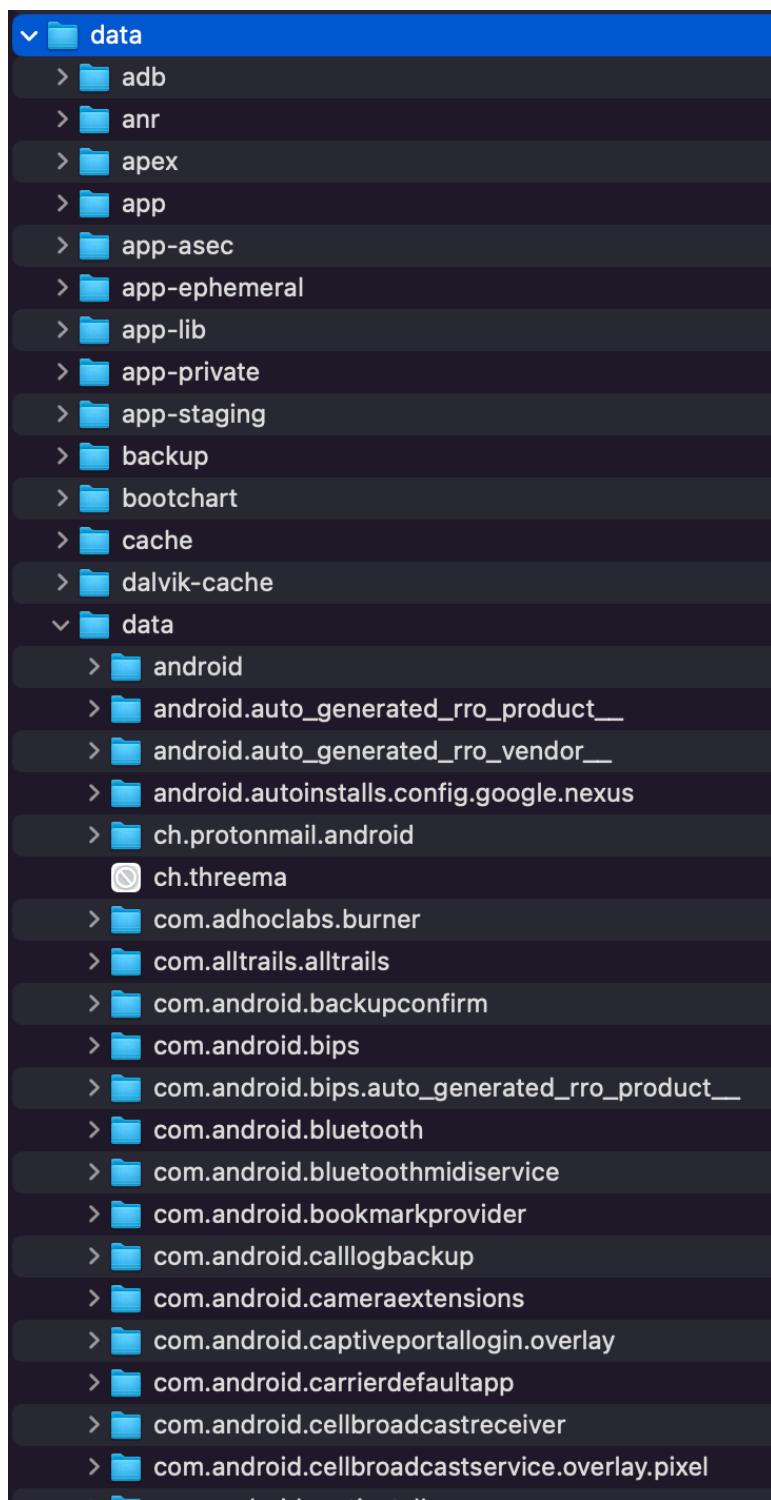 data
adb
anr
apex
app
app-asec
app-ephemeral
app-lib
app-private
app-staging
backup
bootchart
cache
dalvik-cache
data
android
android.auto_generated_rro_product__
android.auto_generated_rro_vendor__
android.autoinstalls.config.google.nexus
ch.protonmail.android
ch.threema
com.adhoclabs.burner
com.alltrails.alltrails
com.android.backupconfirm
com.android.bips
com.android.bips.auto_generated_rro_product__
com.android.bluetooth
com.android.bluetoothmidiservice
com.android.bookmarkprovider
com.android.calllogbackup
com.android.cameraextensions
com.android.captiveportallogin.overlay
com.android.carrierdefaultapp
com.android.cellbroadcastreceiver
com.android.cellbroadcastservice.overlay.pixel